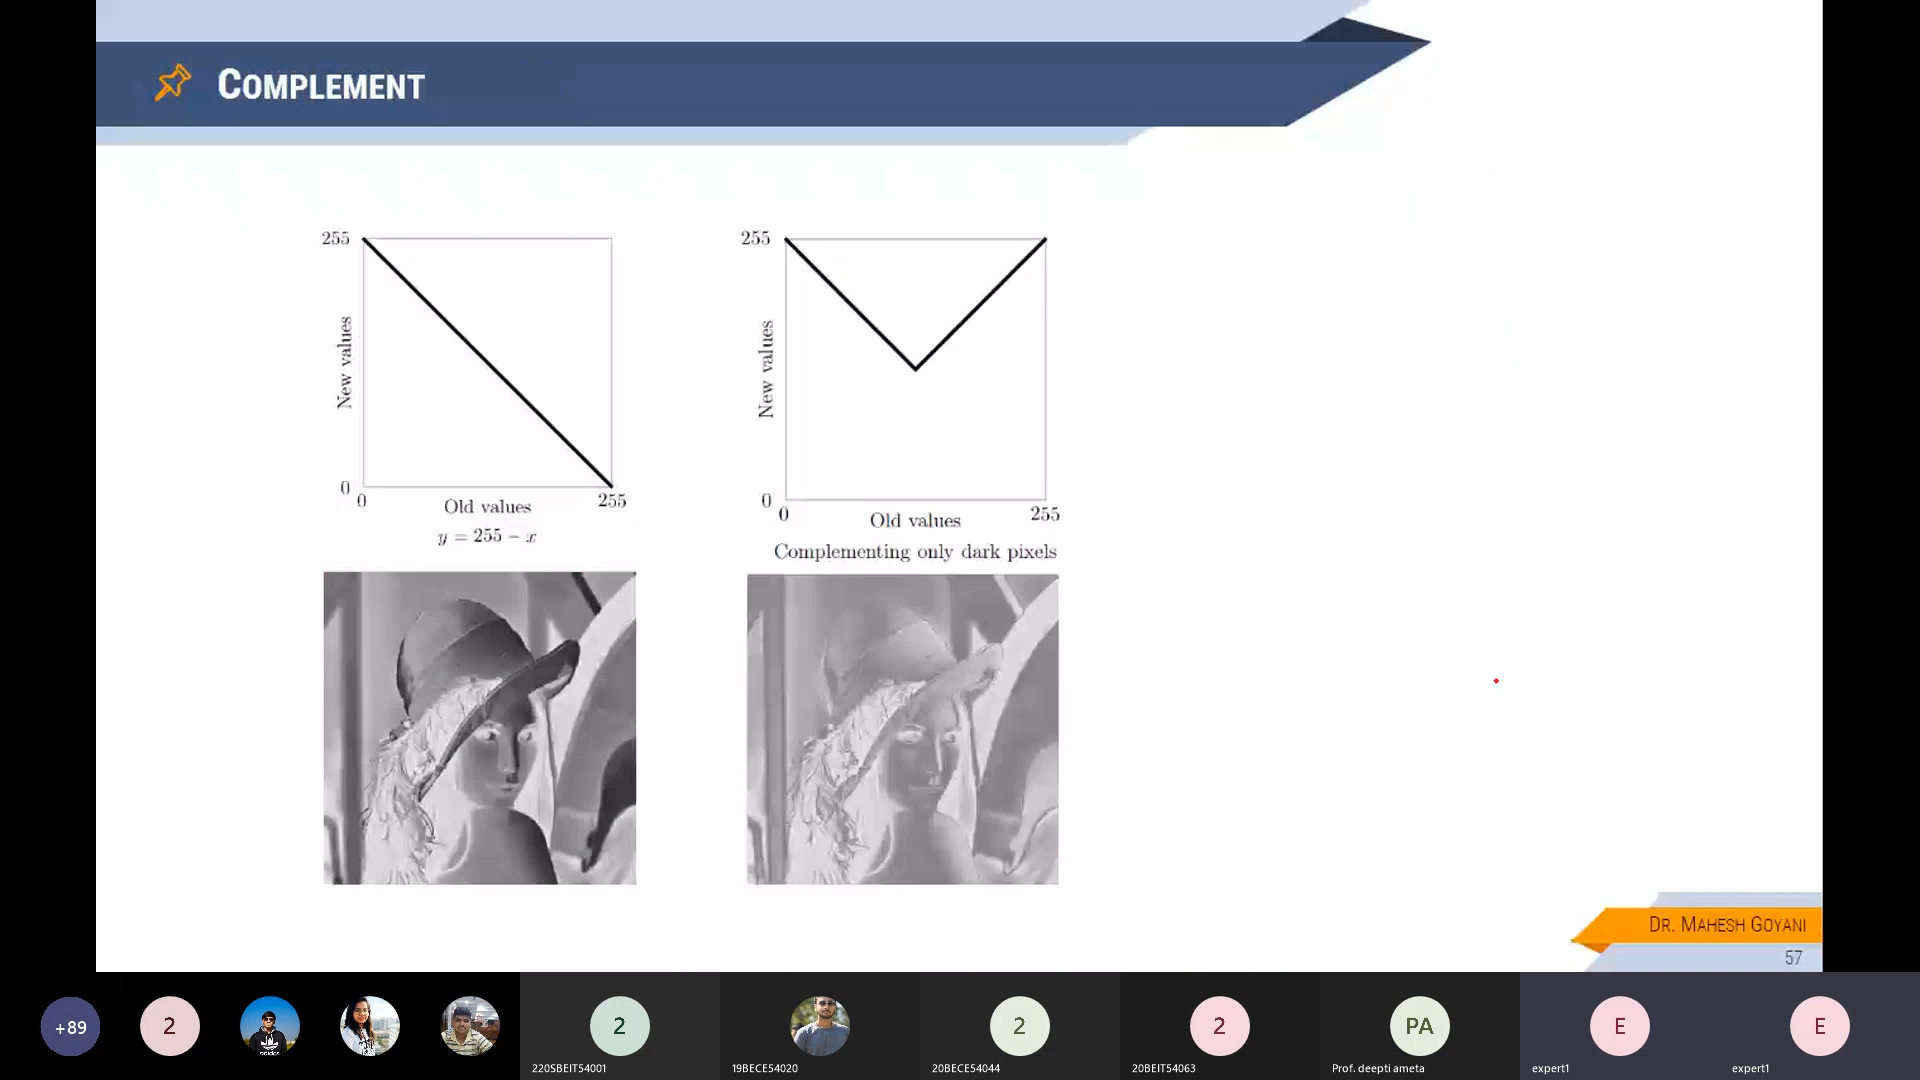 COMPLEMENT
255
New values
0
0
Old values
255
y = 255 − x
255
New values
0
0
Old values
255
Complementing only dark pixels
DR. MAHESH GOYANI
57
+89
2
2
220SBEIT54001
19BECE54020
2
20BECE54044
2
20BEIT54063
PA
Prof. deepti ameta
E
expert1
E
expert1